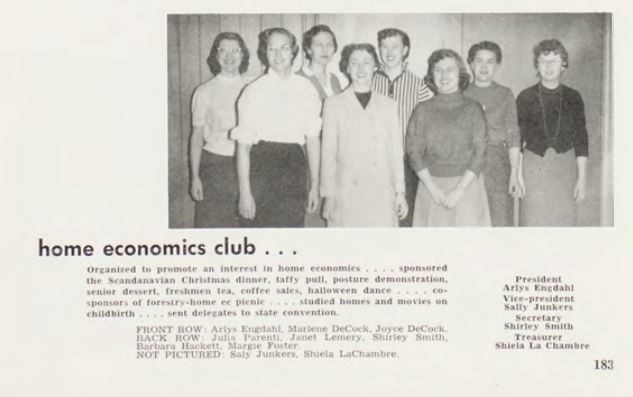 home economics club . . .
Organized to promote an interest in home economics . . . . sponsored
the Scandanavian Christmas dinner, taffy pull, posture demonstration,
senior dessert, freshmen tea, coffee sales, halloween dance . . . . co-
sponsors of forestry-home ec picnic . . . . studied homes and movies on
childbirth . . . . sent delegates to state convention.
FRONT ROW: Arlys Engdahl, Marlene DeCock, Joyce DeCock.
BACK ROW: Julia Parenti, Janet Lemery, Shirley Smith,
Barbara Hackett, Margie Foster.
NOT PICTURED: Saly Junkers, Shiela LaChambre.
President
Arlys Engdahl
Vice-president
Sally Junkers
Secretary
Shirley Smith
Treasurer
Shiela La Chambre
183